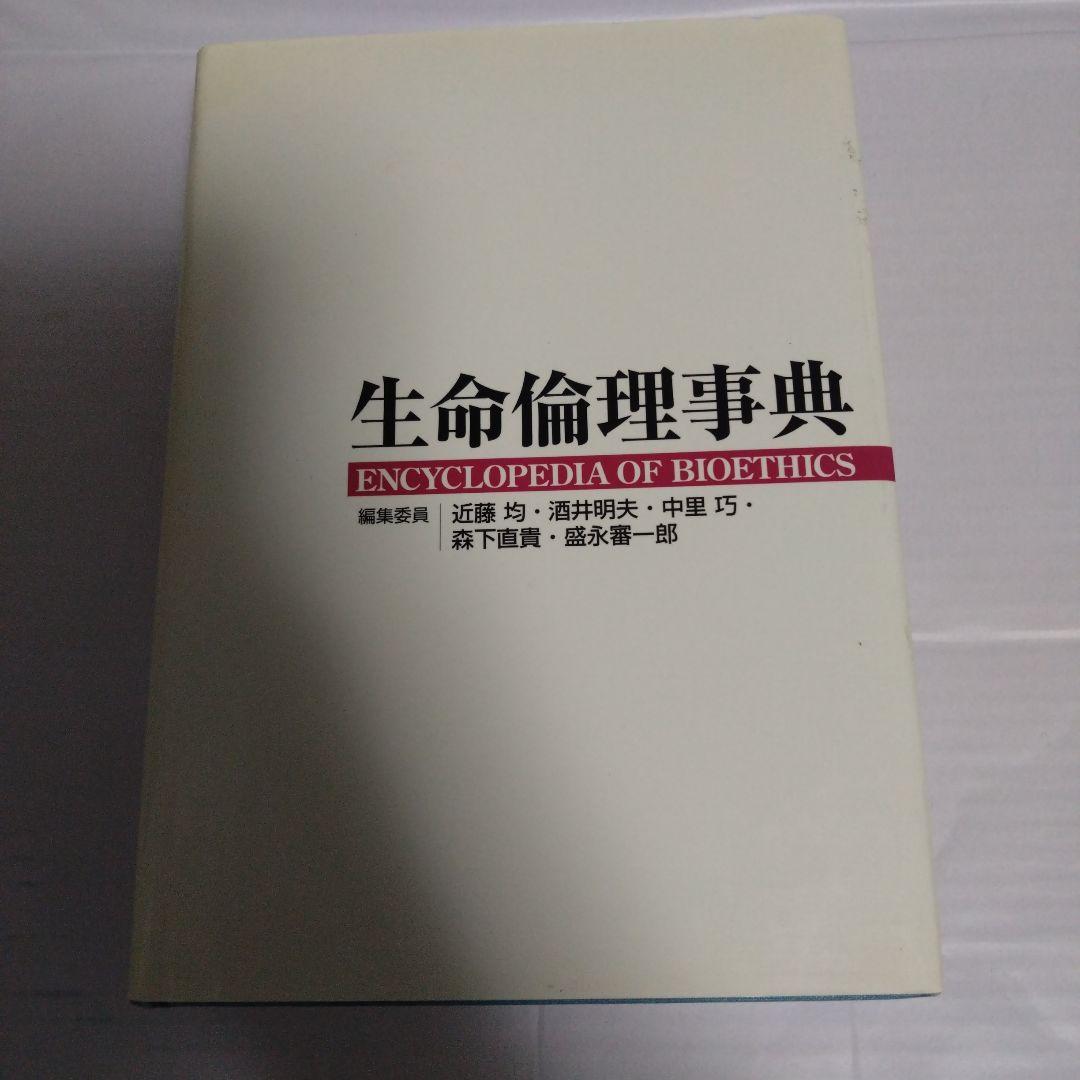 生命倫理事典
ENCYCLOPEDIA OF BIOETHICS
編集委員
近藤 均・酒井明夫・中里 巧・
森下直貴・盛永審一郎